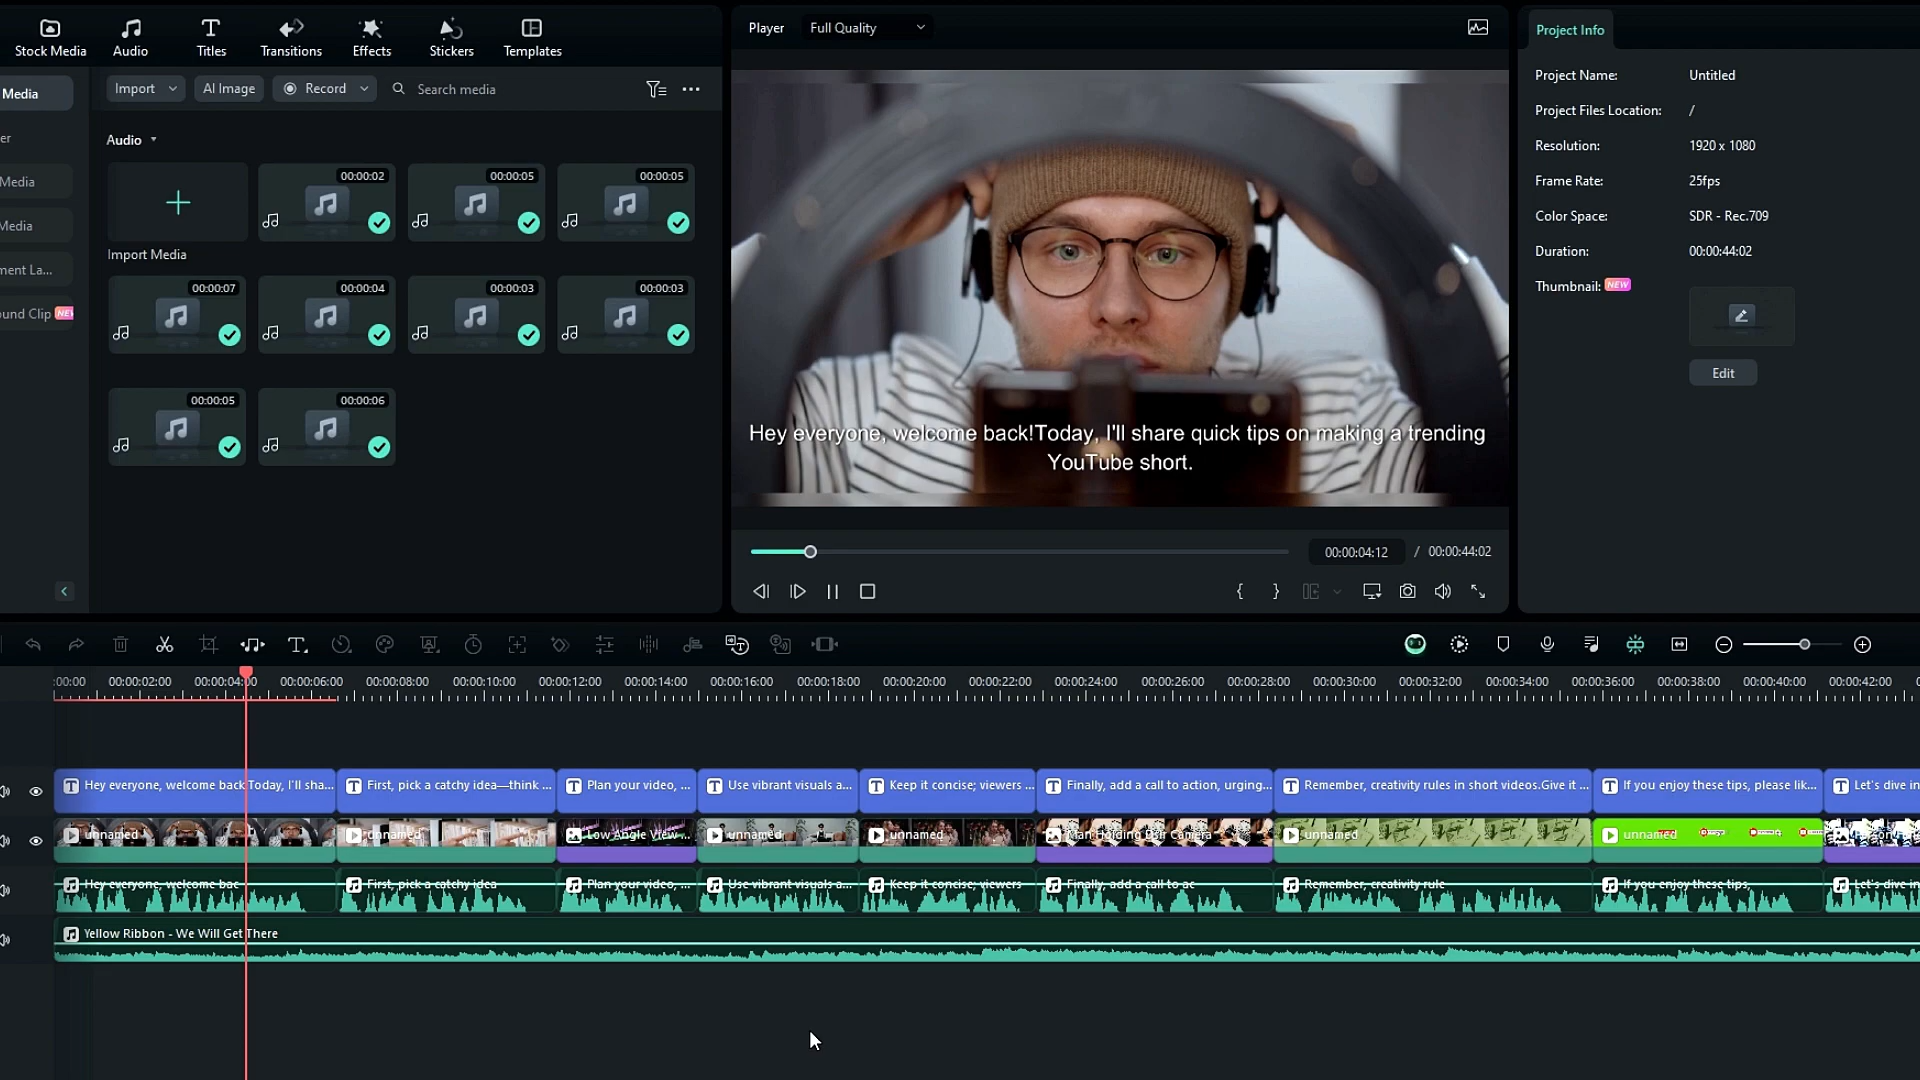 Stock Media
Audio
Titles
Transitions
Effects
Stickers
Templates
Media
er
Media
Media
ment La...
und Clip NEW
Import
AI Image
Record
Search media
Audio
00:00:02
00:00:05
00:00:05
Import Media
00:00:07
00:00:04
00:00:03
00:00:03
00:00:05
00:00:06
Player
Full Quality
Hey everyone, welcome back!Today, I'll share quick tips on making a trending
YouTube short.
00:00:04:12 / 00:00:44:02
Project Info
Project Name: Untitled
Project Files Location: /
Resolution: 1920 x 1080
Frame Rate: 25fps
Color Space: SDR - Rec.709
Duration: 00:00:44:02
Thumbnail: NEW
Edit
:00:00 00:00:02:00 00:00:04:00 00:00:06:00 00:00:08:00 00:00:10:00 00:00:12:00 00:00:14:00 00:00:16:00 00:00:18:00 00:00:20:00 00:00:22:00 00:00:24:00 00:00:26:00 00:00:28:00 00:00:30:00 00:00:32:00 00:00:34:00 00:00:36:00 00:00:38:00 00:00:40:00 00:00:42:00
Hey everyone, welcome back!Today, I'll sha... First, pick a catchy idea—think ... Plan your video, ... Use vibrant visuals a... Keep it concise; viewers ... Finally, add a call to action, urging... Remember, creativity rules in short videos.Give it ... If you enjoy these tips, please lik... Let's dive in
unnamed unnamed Low Angle View ... unnamed unnamed Man Holding Dslr Camera unnamed unnamed
Hey everyone, welcome bac First, pick a catchy idea Plan your video, ... Use vibrant visuals a... Keep it concise; viewers Finally, add a call to ac Remember, creativity rule If you enjoy these tips, Let's dive in
Yellow Ribbon - We Will Get There